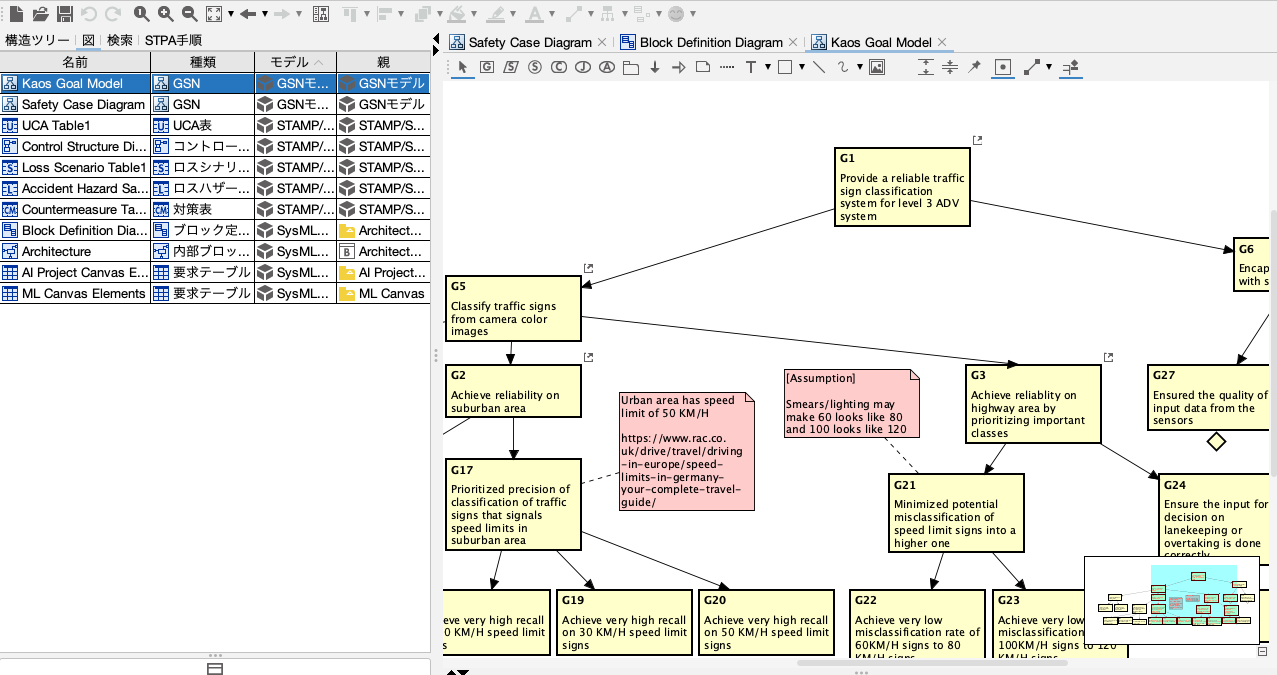 構造ツリー 図 検索 STPA手順
名前 種類 モデル 親
Kaos Goal Model GSN GSNモ... GSNモデル
Safety Case Diagram GSN GSNモ... GSNモデル
UCA Table1 UCA表 STAMP/... STAMP/S...
Control Structure Di... コントロー... STAMP/... STAMP/S...
Loss Scenario Table1 ロスシナリ... STAMP/... STAMP/S...
Accident Hazard Sa... ロスハザー... STAMP/... STAMP/S...
Countermeasure Ta... 対策表 STAMP/... STAMP/S...
Block Definition Dia... ブロック定... SysML... Architect...
Architecture 内部ブロッ... SysML... Architect...
AI Project Canvas E... 要求テーブル SysML... AI Project...
ML Canvas Elements 要求テーブル SysML... ML Canvas
Safety Case Diagram Block Definition Diagram Kaos Goal Model
G1
Provide a reliable traffic
sign classification
system for level 3 ADV
system
G6
Encap
with s
G5
Classify traffic signs
from camera color
images
G2
Achieve reliability on
suburban area
Urban area has speed
limit of 50 KM/H
https://www.rac.co.
uk/drive/travel/driving
-in-europe/speed-
limits-in-germany-
your-complete-travel-
guide/
[Assumption]
Smears/lighting may
make 60 looks like 80
and 100 looks like 120
G3
Achieve reliablity on
highway area by
prioritizing important
classes
G27
Ensured the quality of
input data from the
sensors
G17
Prioritized precision of
classification of traffic
signs that signals
speed limits in
suburban area
G21
Minimized potential
misclassification of
speed limit signs into a
higher one
G24
Ensure the input for
decision on
lanekeeping or
overtaking is done
correctly
eve very high recall
0 KM/H speed limit
G19
Achieve very high recall
on 30 KM/H speed limit
signs
G20
Achieve very high recall
on 50 KM/H speed limit
signs
G22
Achieve very low
misclassification rate of
60KM/H signs to 80
KM/H signs
G23
Achieve very low
misclassification
100KM/H signs to 120
KM/H signs